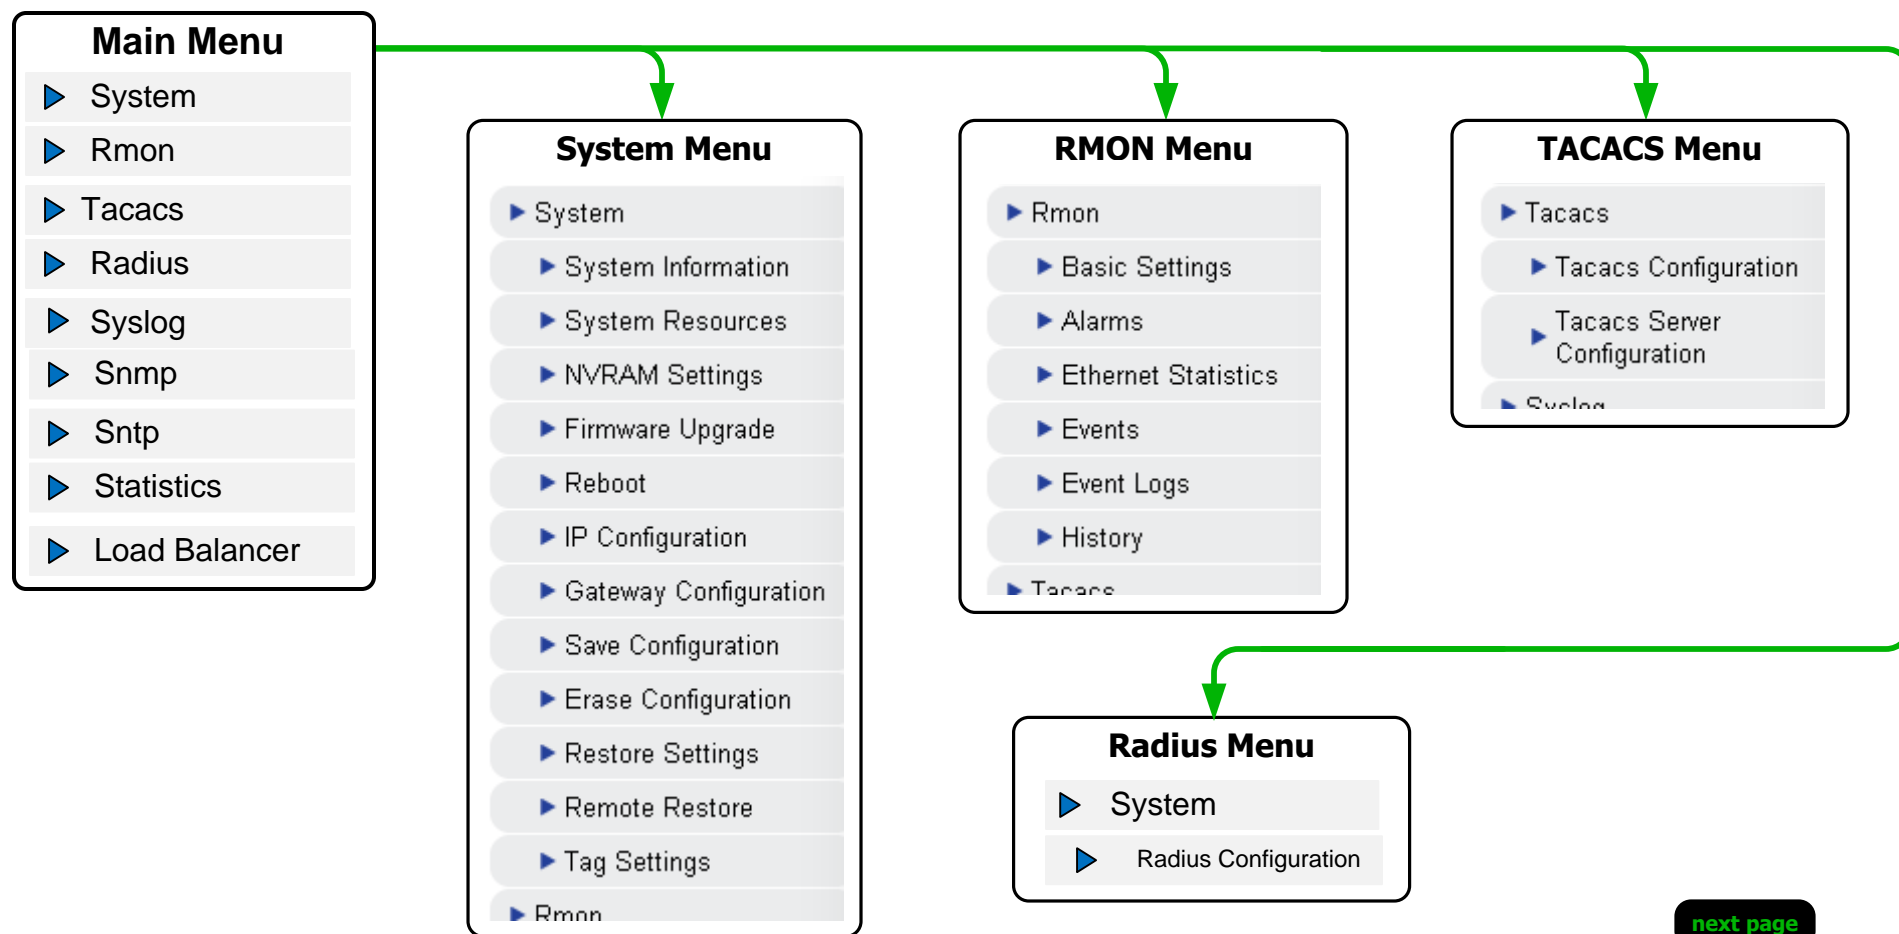 Main Menu
System
Rmon
Tacacs
Radius
Syslog
Snmp
Sntp
Statistics
Load Balancer
System Menu
System
System Information
System Resources
NVRAM Settings
Firmware Upgrade
Reboot
IP Configuration
Gateway Configuration
Save Configuration
Erase Configuration
Restore Settings
Remote Restore
Tag Settings
Rmon
RMON Menu
Rmon
Basic Settings
Alarms
Ethernet Statistics
Events
Event Logs
History
Tacacs
TACACS Menu
Tacacs
Tacacs Configuration
Tacacs Server
Configuration
Syslog
Radius Menu
System
Radius Configuration
next page